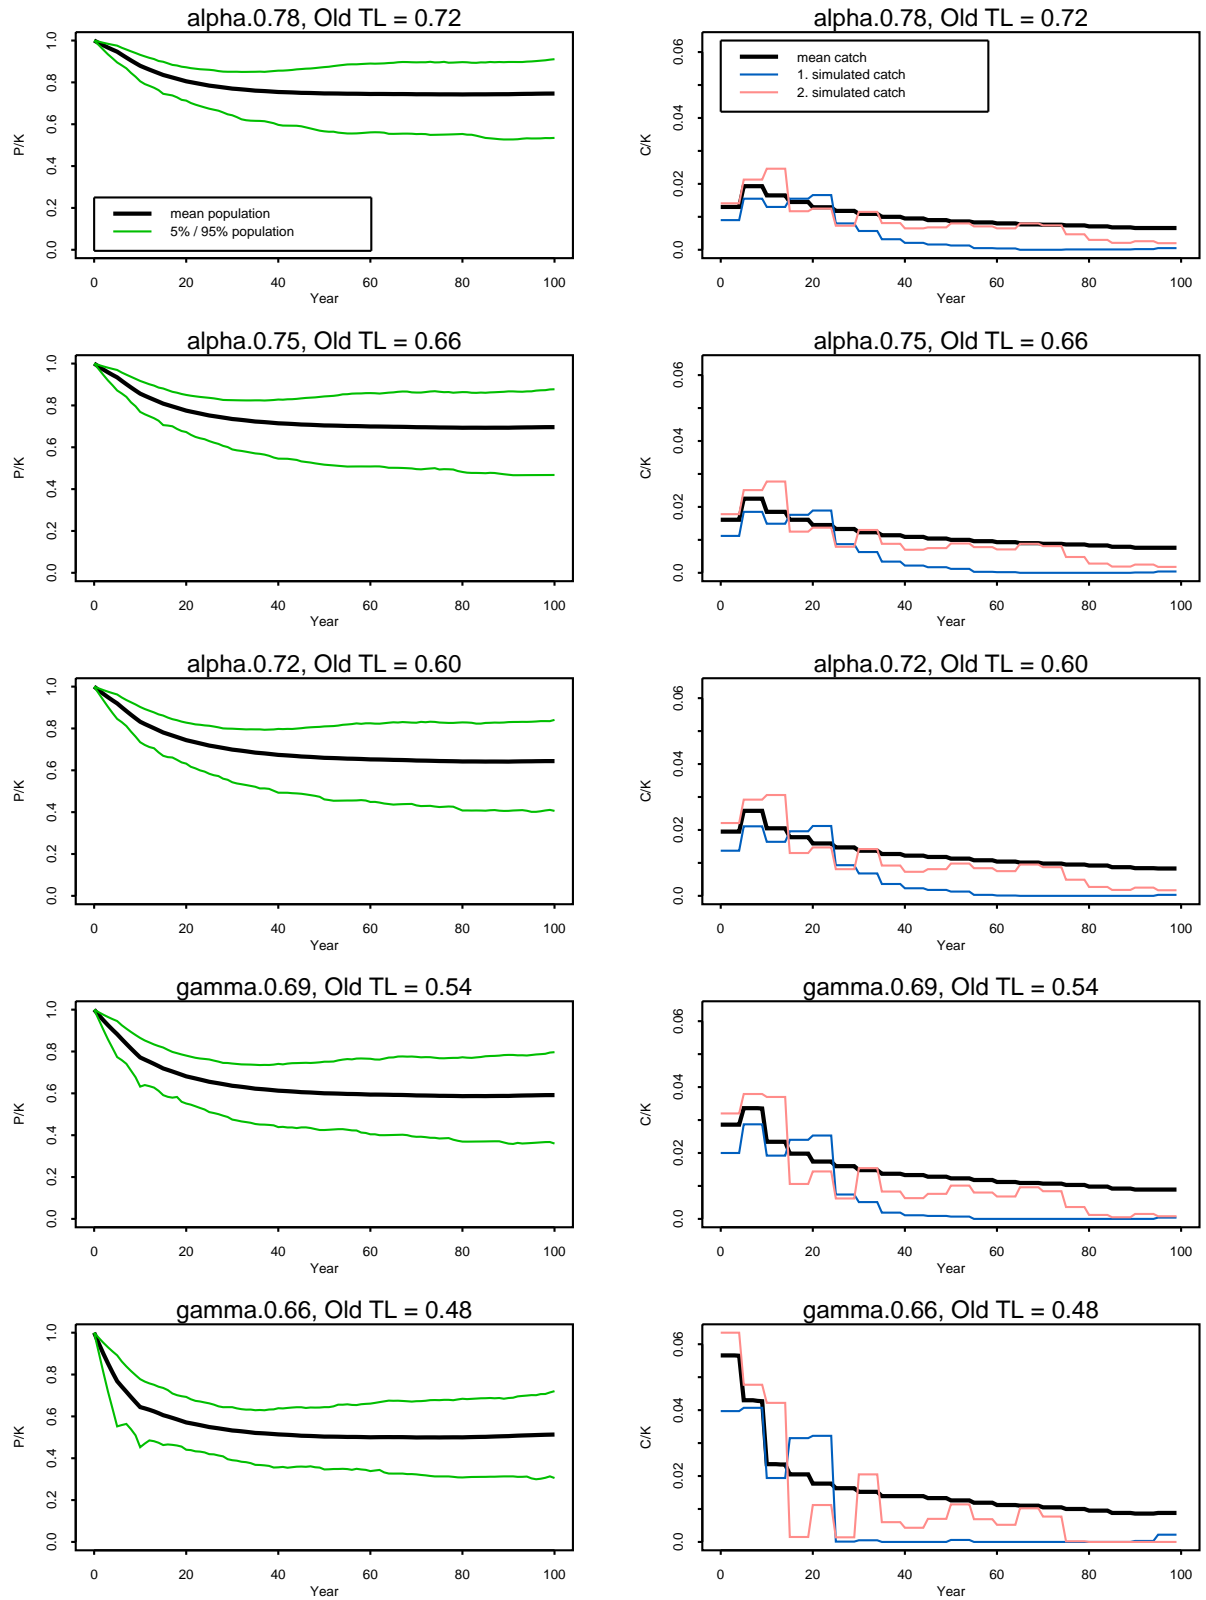 alpha.0.78, Old TL = 0.72
P/K
0.0 0.2 0.4 0.6 0.8 1.0
mean population
5% / 95% population
0 20 40 60 80 100
Year
alpha.0.78, Old TL = 0.72
C/K
0.0 0.02 0.04 0.06
mean catch
1. simulated catch
2. simulated catch
0 20 40 60 80 100
Year
alpha.0.75, Old TL = 0.66
P/K
0.0 0.2 0.4 0.6 0.8 1.0
0 20 40 60 80 100
Year
alpha.0.75, Old TL = 0.66
C/K
0.0 0.02 0.04 0.06
0 20 40 60 80 100
Year
alpha.0.72, Old TL = 0.60
P/K
0.0 0.2 0.4 0.6 0.8 1.0
0 20 40 60 80 100
Year
alpha.0.72, Old TL = 0.60
C/K
0.0 0.02 0.04 0.06
0 20 40 60 80 100
Year
gamma.0.69, Old TL = 0.54
P/K
0.0 0.2 0.4 0.6 0.8 1.0
0 20 40 60 80 100
Year
gamma.0.69, Old TL = 0.54
C/K
0.0 0.02 0.04 0.06
0 20 40 60 80 100
Year
gamma.0.66, Old TL = 0.48
P/K
0.0 0.2 0.4 0.6 0.8 1.0
0 20 40 60 80 100
Year
gamma.0.66, Old TL = 0.48
C/K
0.0 0.02 0.04 0.06
0 20 40 60 80 100
Year